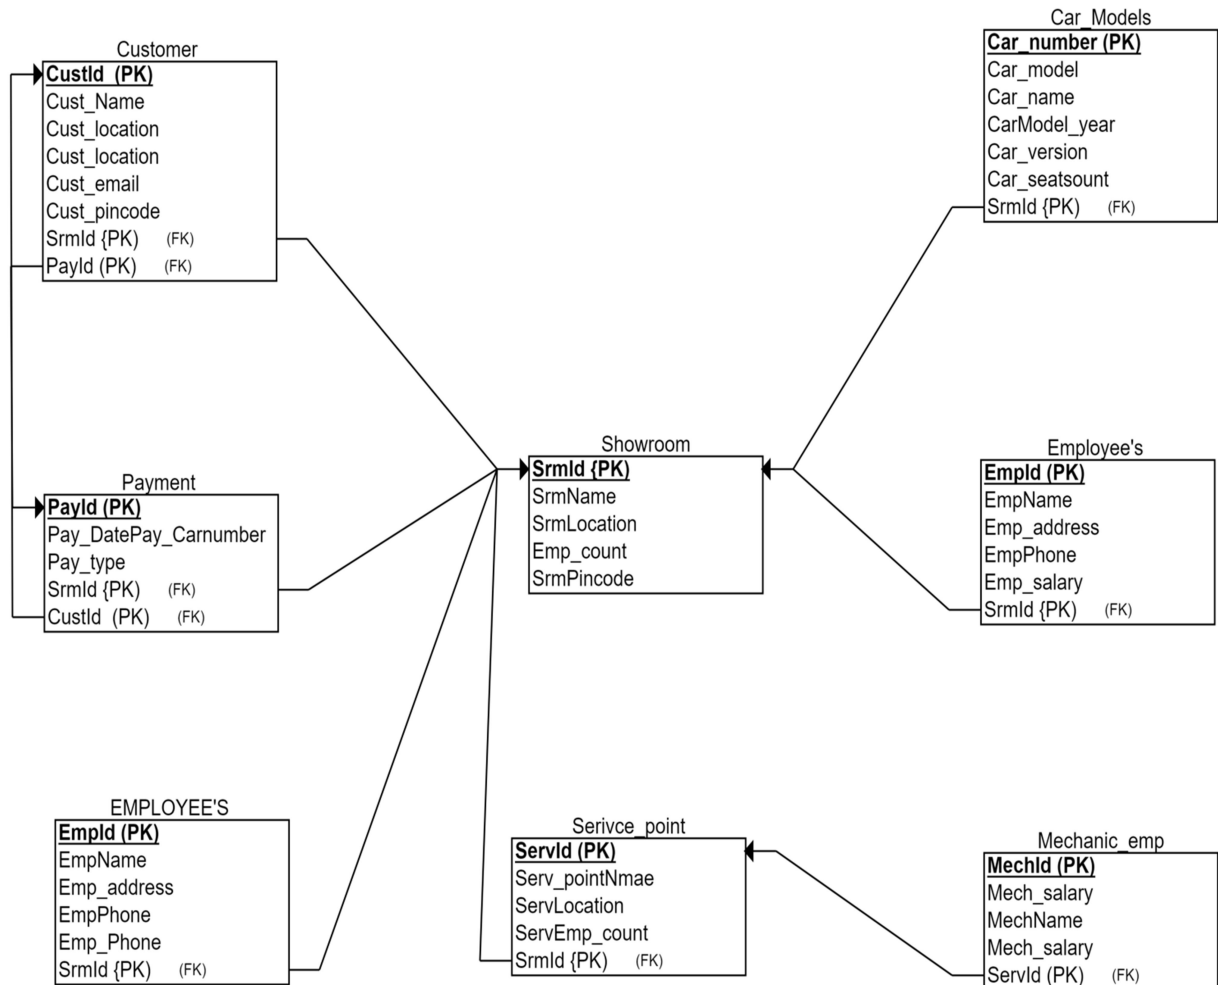 Customer
CustId (PK)
Cust_Name
Cust_location
Cust_location
Cust_email
Cust_pincode
SrmId {PK) (FK)
PayId (PK) (FK)
Car_Models
Car_number (PK)
Car_model
Car_name
CarModel_year
Car_version
Car_seatsount
SrmId {PK) (FK)
Payment
PayId (PK)
Pay_DatePay_Carnumber
Pay_type
SrmId {PK) (FK)
CustId (PK) (FK)
Showroom
SrmId {PK)
SrmName
SrmLocation
Emp_count
SrmPincode
Employee's
EmpId (PK)
EmpName
Emp_address
EmpPhone
Emp_salary
SrmId {PK) (FK)
EMPLOYEE'S
EmpId (PK)
EmpName
Emp_address
EmpPhone
Emp_Phone
SrmId {PK) (FK)
Serivce_point
ServId (PK)
Serv_pointNmae
ServLocation
ServEmp_count
SrmId {PK) (FK)
Mechanic_emp
MechId (PK)
Mech_salary
MechName
Mech_salary
ServId (PK) (FK)